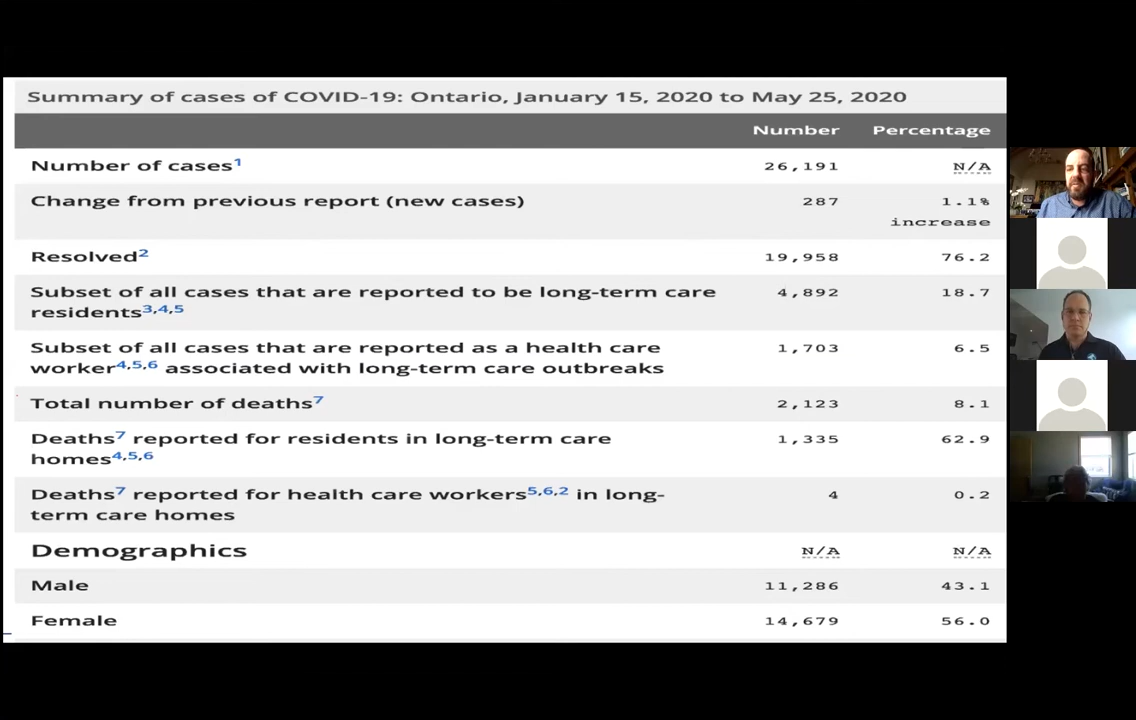 Summary of cases of COVID-19: Ontario, January 15, 2020 to May 25, 2020
Number Percentage
Number of cases1 26,191 N/A
Change from previous report (new cases) 287 1.1%
increase
Resolved2 19,958 76.2
Subset of all cases that are reported to be long-term care 4,892 18.7
residents3,4,5
Subset of all cases that are reported as a health care 1,703 6.5
worker4,5,6 associated with long-term care outbreaks
Total number of deaths7 2,123 8.1
Deaths7 reported for residents in long-term care 1,335 62.9
homes4,5,6
Deaths7 reported for health care workers5,6,2 in long- 4 0.2
term care homes
Demographics N/A N/A
Male 11,286 43.1
Female 14,679 56.0